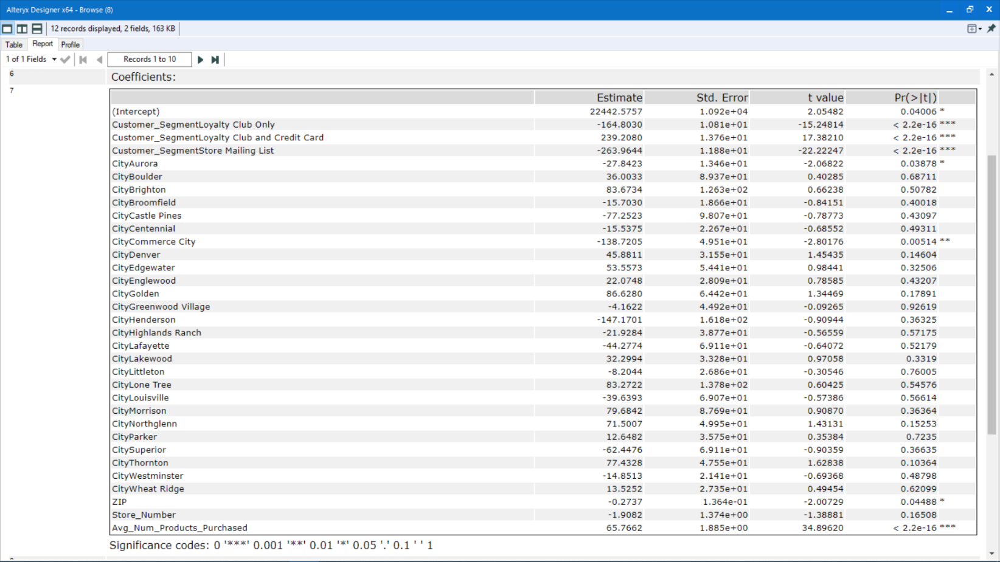 Alteryx Designer x64 - Browse (8)
12 records displayed, 2 fields, 163 KB
Table Report Profile
1 of 1 Fields Records 1 to 10
6 Coefficients:
7
Estimate Std. Error t value Pr(>|t|)
(Intercept) 22442.5757 1.092e+04 2.05482 0.04006 *
Customer_SegmentLoyalty Club Only -164.8030 1.081e+01 -15.24814 < 2.2e-16 ***
Customer_SegmentLoyalty Club and Credit Card 239.2080 1.376e+01 17.38210 < 2.2e-16 ***
Customer_SegmentStore Mailing List -263.9644 1.188e+01 -22.22247 < 2.2e-16 ***
CityAurora -27.8423 1.346e+01 -2.06822 0.03878 *
CityBoulder 36.0033 8.937e+01 0.40285 0.68711
CityBrighton 83.6734 1.263e+02 0.66238 0.50782
CityBroomfield -15.7030 1.866e+01 -0.84151 0.40018
CityCastle Pines -77.2523 9.807e+01 -0.78773 0.43097
CityCentennial -15.5375 2.267e+01 -0.68552 0.49311
CityCommerce City -138.7205 4.951e+01 -2.80176 0.00514 **
CityDenver 45.8811 3.155e+01 1.45435 0.14604
CityEdgewater 53.5573 5.441e+01 0.98441 0.32506
CityEnglewood 22.0748 2.809e+01 0.78585 0.43207
CityGolden 86.6280 6.442e+01 1.34469 0.17891
CityGreenwood Village -4.1622 4.492e+01 -0.09265 0.92619
CityHenderson -147.1701 1.618e+02 -0.90944 0.36325
CityHighlands Ranch -21.9284 3.877e+01 -0.56559 0.57175
CityLafayette -44.2774 6.911e+01 -0.64072 0.52179
CityLakewood 32.2994 3.328e+01 0.97058 0.3319
CityLittleton -8.2044 2.686e+01 -0.30546 0.76005
CityLone Tree 83.2722 1.378e+02 0.60425 0.54576
CityLouisville -39.6393 6.907e+01 -0.57386 0.56614
CityMorrison 79.6842 8.769e+01 0.90870 0.36364
CityNorthglenn 71.5007 4.995e+01 1.43131 0.15253
CityParker 12.6482 3.575e+01 0.35384 0.7235
CitySuperior -62.4476 6.911e+01 -0.90359 0.36635
CityThornton 77.4328 4.755e+01 1.62838 0.10364
CityWestminster -14.8513 2.141e+01 -0.69368 0.48798
CityWheat Ridge 13.5252 2.735e+01 0.49454 0.62099
ZIP -0.2737 1.364e-01 -2.00729 0.04488 *
Store_Number -1.9082 1.374e+00 -1.38881 0.16508
Avg_Num_Products_Purchased 65.7662 1.885e+00 34.89620 < 2.2e-16 ***
Significance codes: 0 '***' 0.001 '**' 0.01 '*' 0.05 '.' 0.1 ' ' 1